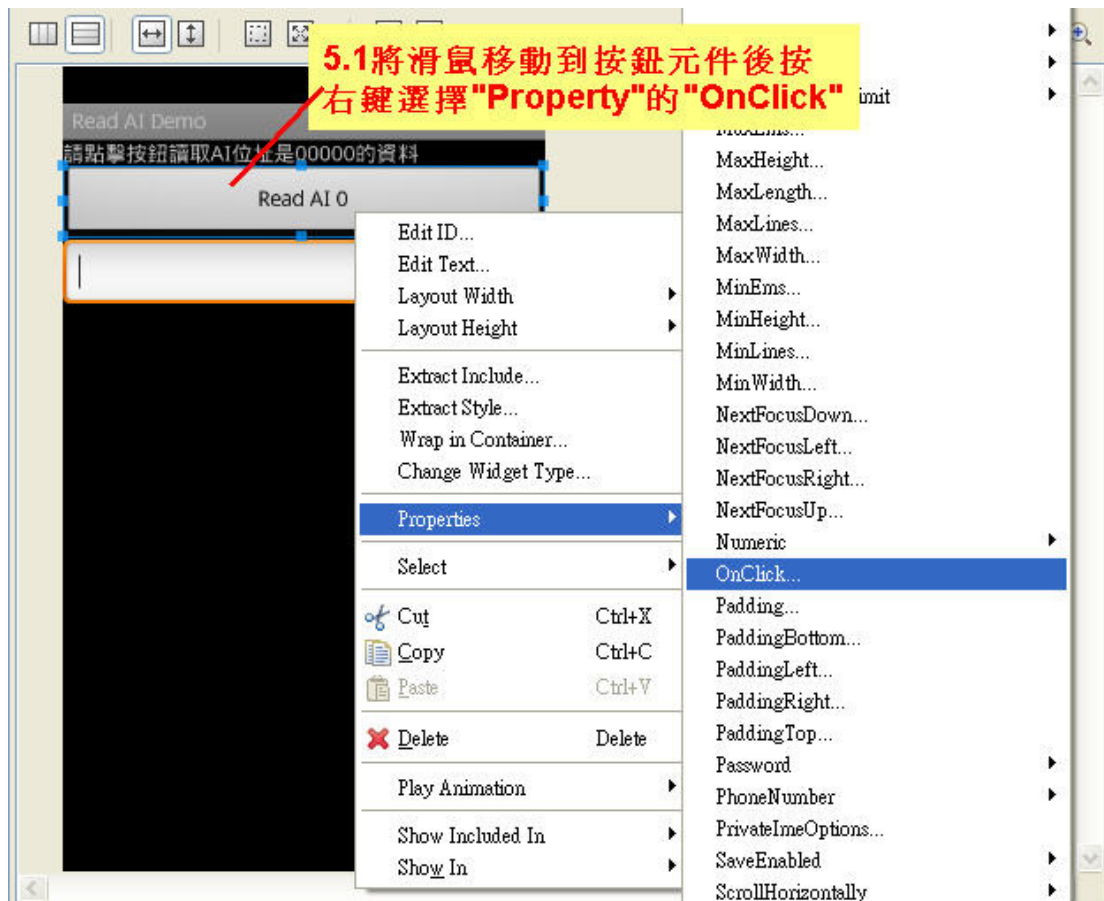 5.1將滑鼠移動到按鈕元件後按
右鍵選擇"Property"的"OnClick"
Read AI Demo
請點擊按鈕讀取AI位址是00000的資料
Read AI 0
Edit ID...
Edit Text...
Layout Width
Layout Height
Extract Include...
Extract Style...
Wrap in Container...
Change Widget Type...
Properties
Select
Cut Ctrl+X
Copy Ctrl+C
Paste Ctrl+V
Delete Delete
Play Animation
Show Included In
Show In
imit
MaxEms...
MaxHeight...
MaxLength...
MaxLines...
MaxWidth...
MinEms...
MinHeight...
MinLines...
MinWidth...
NextFocusDown...
NextFocusLeft...
NextFocusRight...
NextFocusUp...
Numeric
OnClick...
Padding...
PaddingBottom...
PaddingLeft...
PaddingRight...
PaddingTop...
Password
PhoneNumber
PrivateImeOptions...
SaveEnabled
ScrollHorizontally